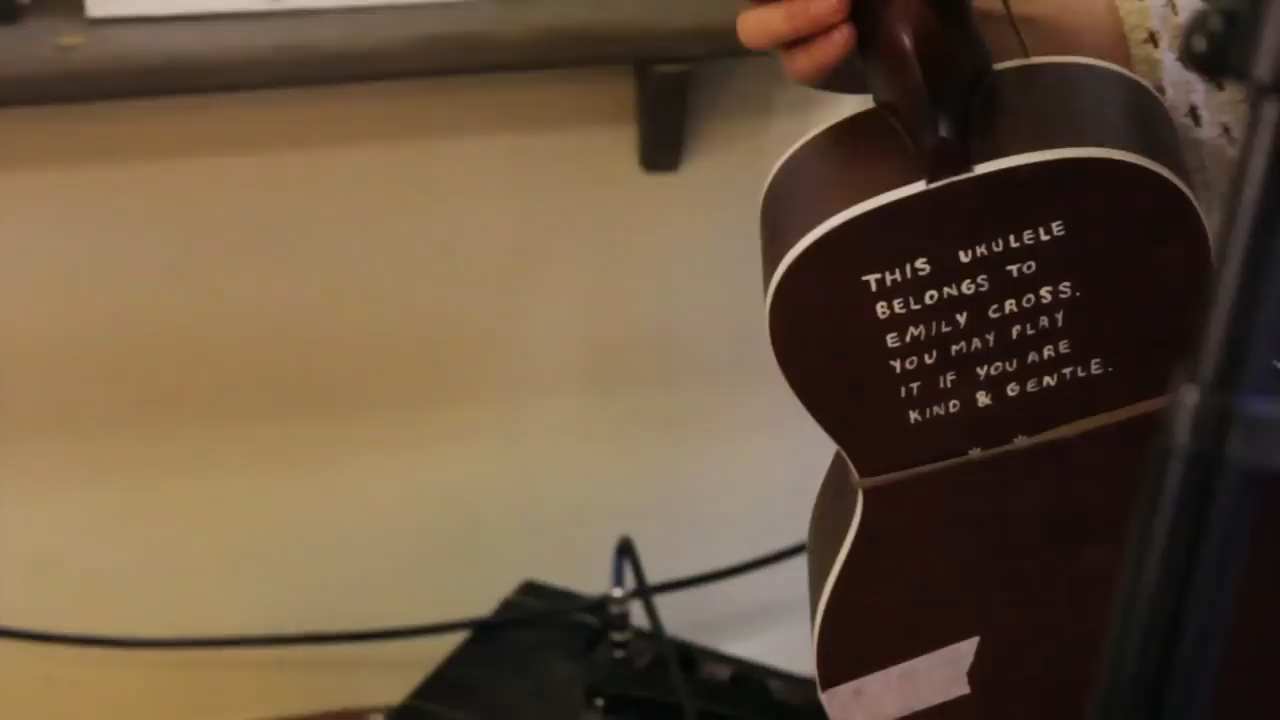 THIS UKULELE
BELONGS TO
EMILY CROSS.
YOU MAY PLAY
IT IF YOU ARE
KIND & GENTLE.